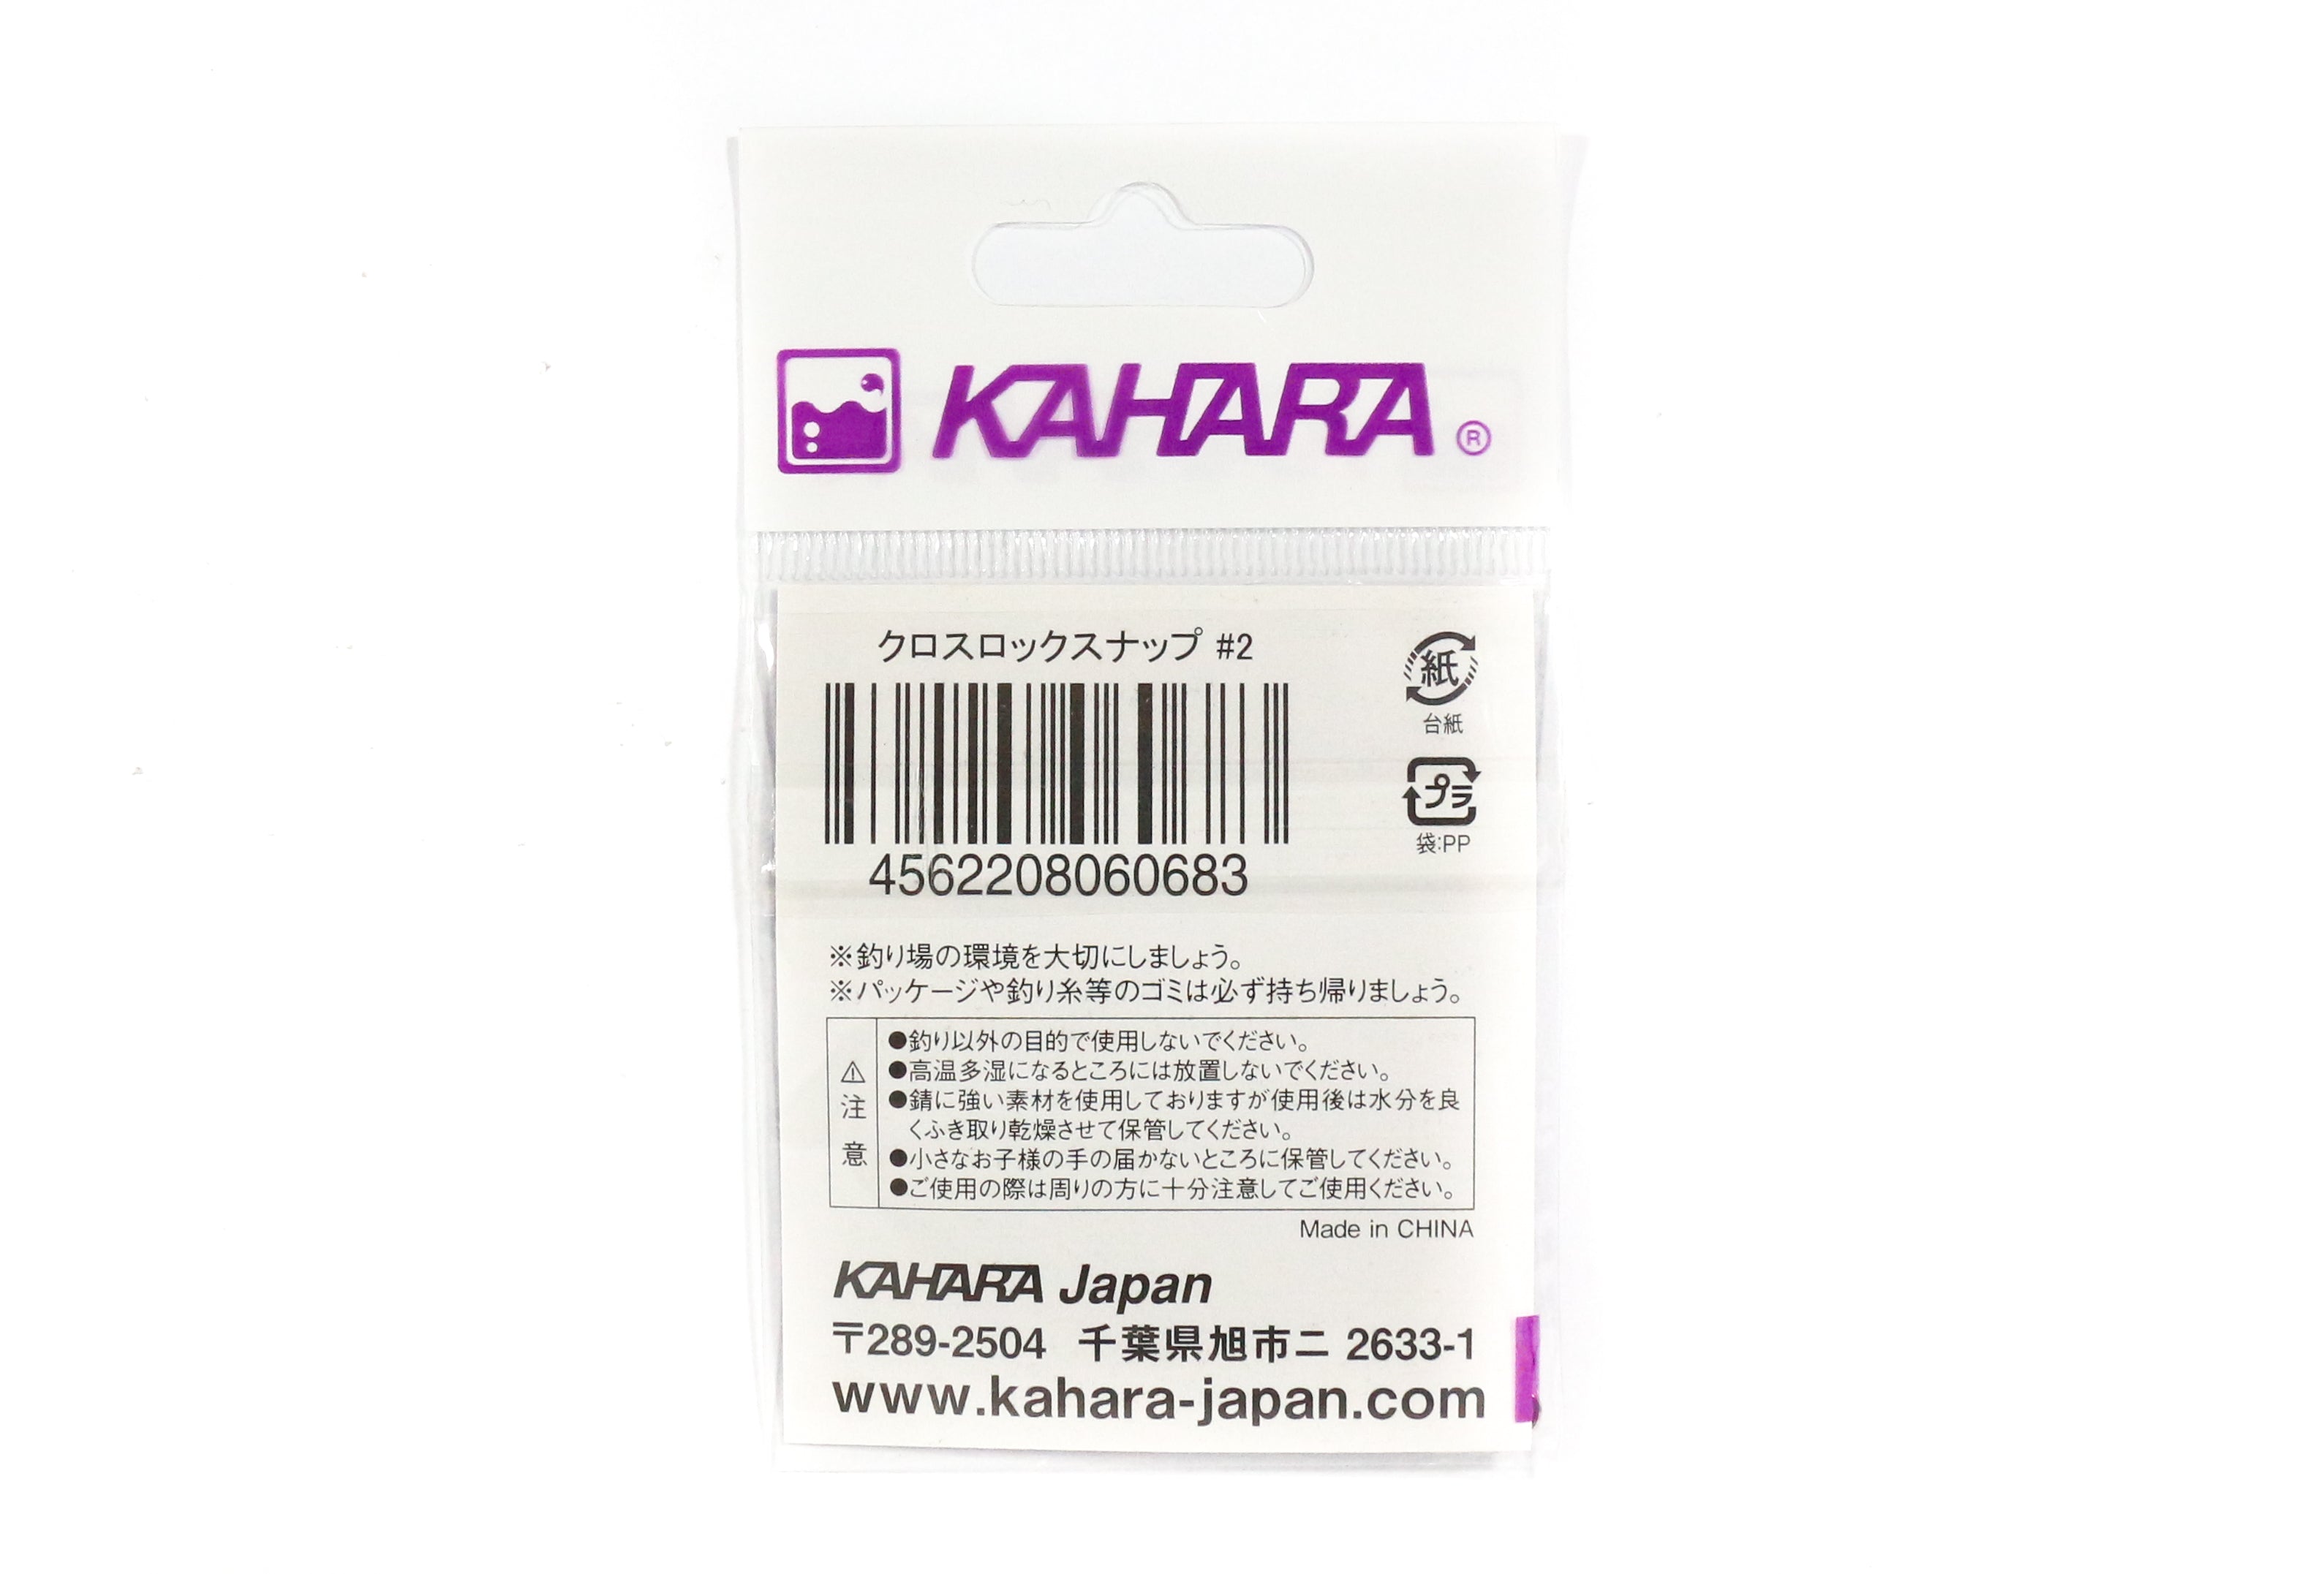 KAHARA ®
クロスロックスナップ #2
紙
台紙
プラ
袋:PP
4562208060683
※釣り場の環境を大切にしましょう。
※パッケージや釣り糸等のゴミは必ず持ち帰りましょう。
⚠注意
●釣り以外の目的で使用しないでください。
●高温多湿になるところには放置しないでください。
●錆に強い素材を使用しておりますが使用後は水分を良
くふき取り乾燥させて保管してください。
●小さなお子様の手の届かないところに保管してください。
●ご使用の際は周りの方に十分注意してご使用ください。
Made in CHINA
KAHARA Japan
〒289-2504 千葉県旭市ニ 2633-1
www.kahara-japan.com